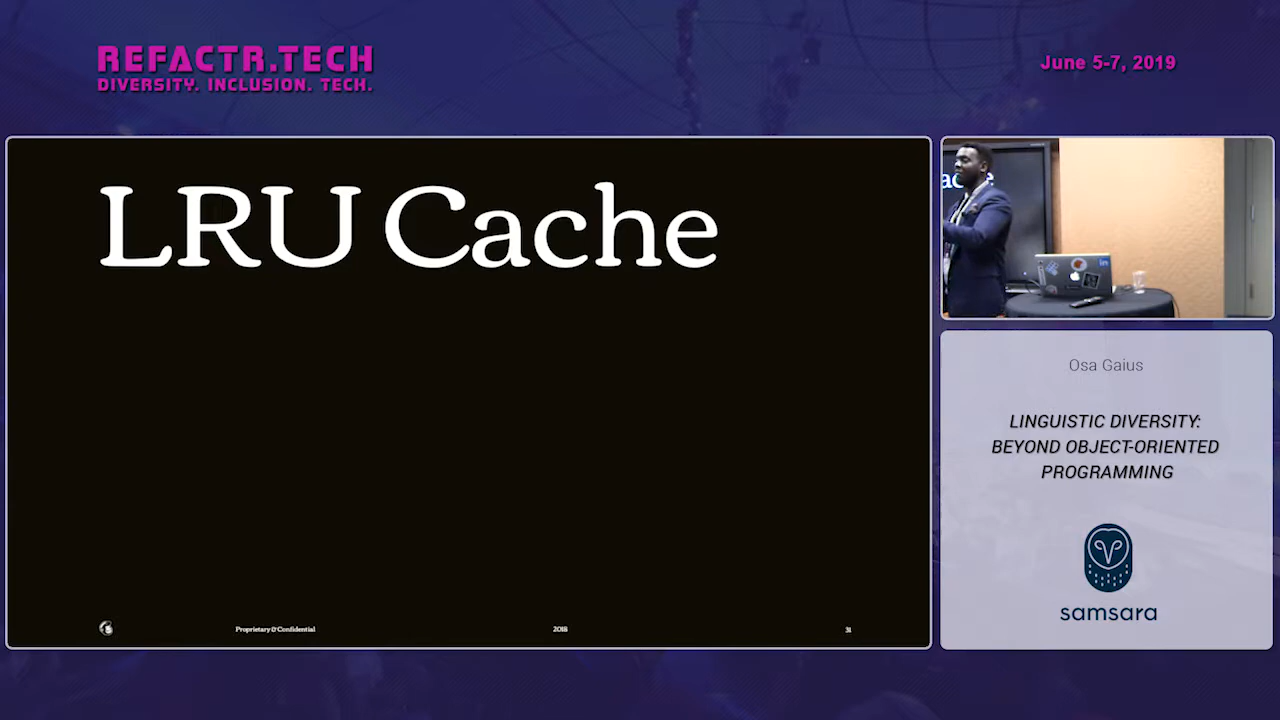 REFACTR.TECH
DIVERSITY. INCLUSION. TECH.
June 5-7, 2019
LRU Cache
Proprietary & Confidential
2018
31
Osa Gaius
LINGUISTIC DIVERSITY:
BEYOND OBJECT-ORIENTED
PROGRAMMING
samsara